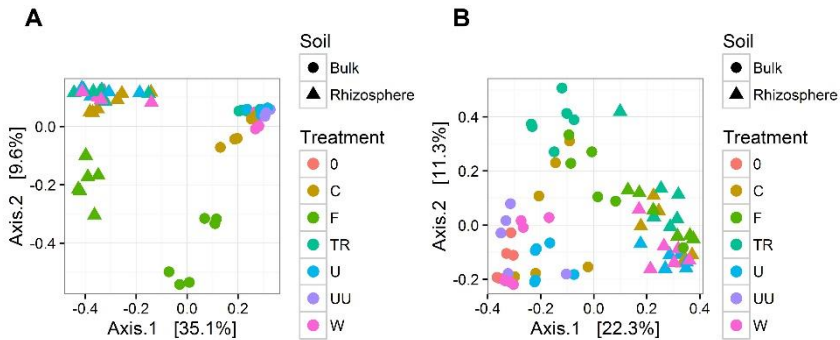 A
Axis.2 [9.6%]
0.0
-0.2
-0.4
-0.4 -0.2 0.0 0.2
Axis.1 [35.1%]
Soil
Bulk
Rhizosphere
Treatment
0
C
F
TR
U
UU
W
B
Axis.2 [11.3%]
0.4
0.2
0.0
-0.2
-0.4 -0.2 0.0 0.2 0.4
Axis.1 [22.3%]
Soil
Bulk
Rhizosphere
Treatment
0
C
F
TR
U
UU
W